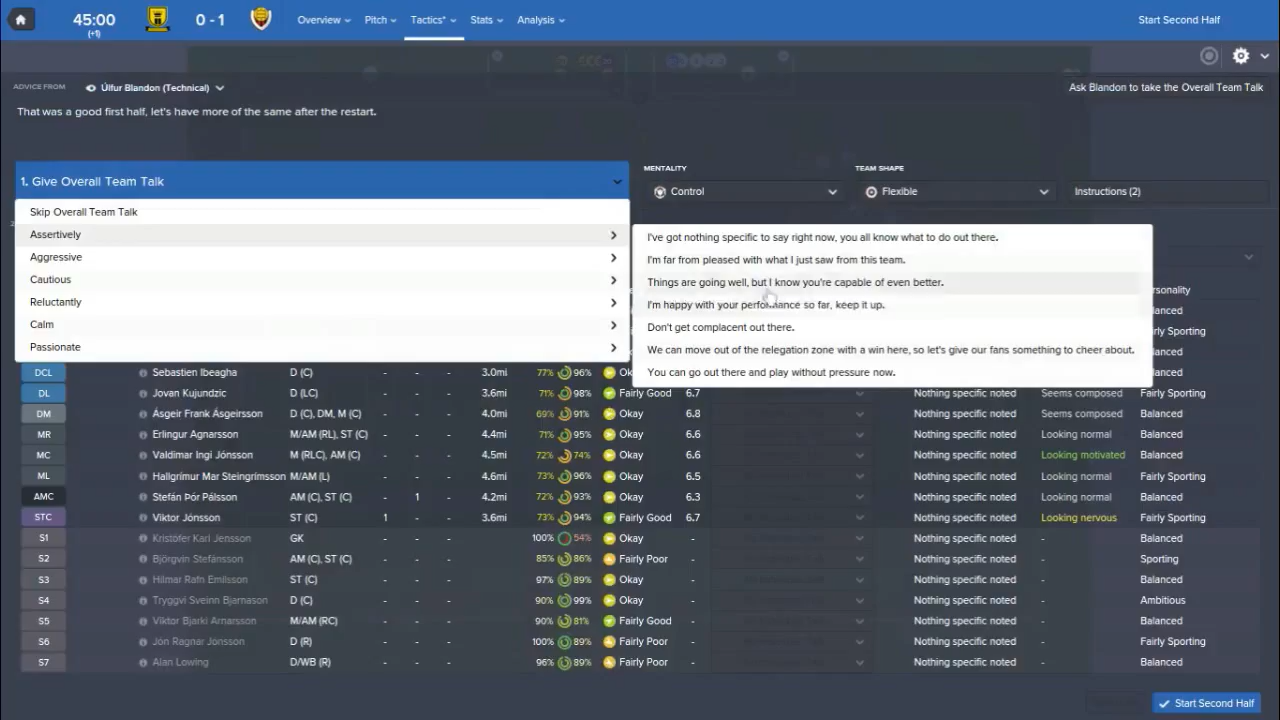 45:00 0 - 1 Overview Pitch Tactics* Stats Analysis Start Second Half
(+1)
ADVICE FROM Úlfur Blandon (Technical) Ask Blandon to take the Overall Team Talk
That was a good first half, let's have more of the same after the restart.
MENTALITY TEAM SHAPE
1. Give Overall Team Talk Control Flexible Instructions (2)
Skip Overall Team Talk
Assertively I've got nothing specific to say right now, you all know what to do out there.
Aggressive I'm far from pleased with what I just saw from this team.
Cautious Things are going well, but I know you're capable of even better.
Reluctantly I'm happy with your performance so far, keep it up.
Calm Don't get complacent out there.
Passionate We can move out of the relegation zone with a win here, so let's give our fans something to cheer about.
You can go out there and play without pressure now.
DCL Sebastien Ibeagha D (C) - - - 3.0mi 77% 96%
DL Jovan Kujundzic D (LC) - - - 3.6mi 71% 98% Fairly Good 6.7 Nothing specific noted Seems composed Fairly Sporting
DM Ásgeir Frank Ásgeirsson D (C), DM, M (C) - - - 4.0mi 69% 91% Okay 6.8 Nothing specific noted Seems composed Balanced
MR Erlingur Agnarsson M/AM (RL), ST (C) - - - 4.4mi 71% 95% Okay 6.6 Nothing specific noted Looking normal Balanced
MC Valdimar Ingi Jónsson M (RLC), AM (C) - - - 4.5mi 72% 74% Okay 6.6 Nothing specific noted Looking motivated Balanced
ML Hallgrímur Mar Steingrímsson M/AM (L) - - - 4.6mi 73% 96% Okay 6.5 Nothing specific noted Looking normal Fairly Sporting
AMC Stefán Þór Pálsson AM (C), ST (C) - 1 - 4.2mi 72% 93% Okay 6.3 Nothing specific noted Looking normal Balanced
STC Viktor Jónsson ST (C) 1 - - 3.6mi 73% 94% Fairly Good 6.7 Nothing specific noted Looking nervous Fairly Sporting
S1 Kristófer Karl Jensson GK 100% 54% Okay - Nothing specific noted - Balanced
S2 Björgvin Stefánsson AM (C), ST (C) 85% 86% Fairly Poor - Nothing specific noted - Sporting
S3 Hilmar Rafn Emilsson ST (C) 97% 89% Okay - Nothing specific noted - Balanced
S4 Tryggvi Sveinn Bjarnason D (C) 90% 99% Okay - Nothing specific noted - Ambitious
S5 Viktor Bjarki Arnarsson M/AM (RC) 90% 81% Fairly Good - Nothing specific noted - Balanced
S6 Jón Ragnar Jónsson D (R) 100% 89% Fairly Poor - Nothing specific noted - Fairly Sporting
S7 Alan Lowing D/WB (R) 96% 89% Fairly Poor - Nothing specific noted - Balanced
Start Second Half